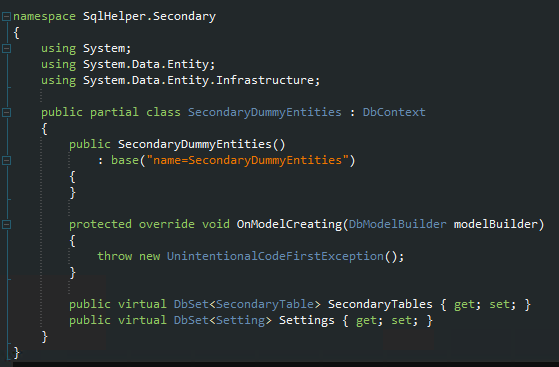 namespace SqlHelper.Secondary
{
using System;
using System.Data.Entity;
using System.Data.Entity.Infrastructure;
public partial class SecondaryDummyEntities : DbContext
{
public SecondaryDummyEntities()
: base("name=SecondaryDummyEntities")
{
}
protected override void OnModelCreating(DbModelBuilder modelBuilder)
{
throw new UnintentionalCodeFirstException();
}
public virtual DbSet<SecondaryTable> SecondaryTables { get; set; }
public virtual DbSet<Setting> Settings { get; set; }
}
}